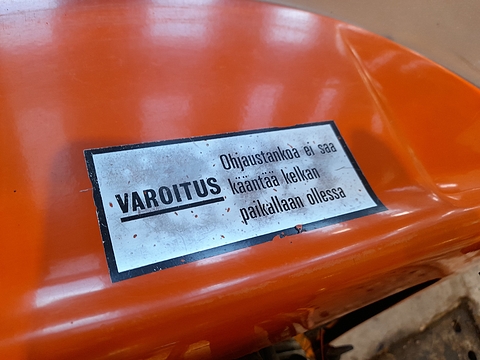 VAROITUS
Ohjaustankoa ei saa
kääntää kelkan
paikallaan ollessa